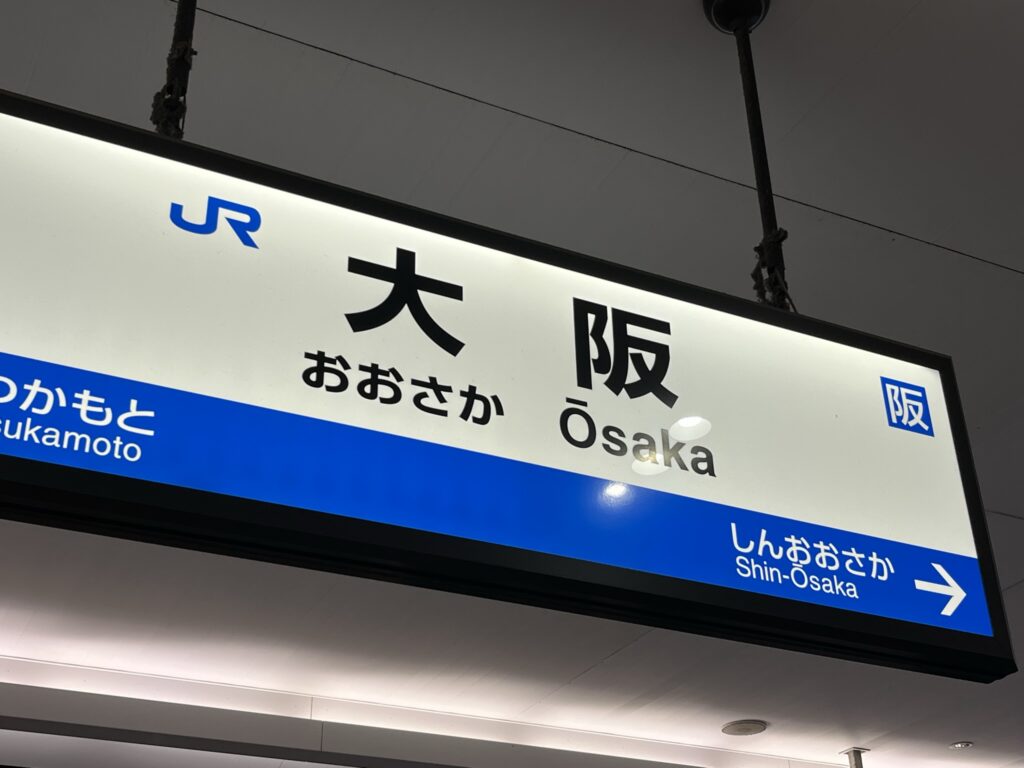 JR
大阪
おおさか Ōsaka
阪
かもと
sukamoto
しんおおさか
Shin-Ōsaka →